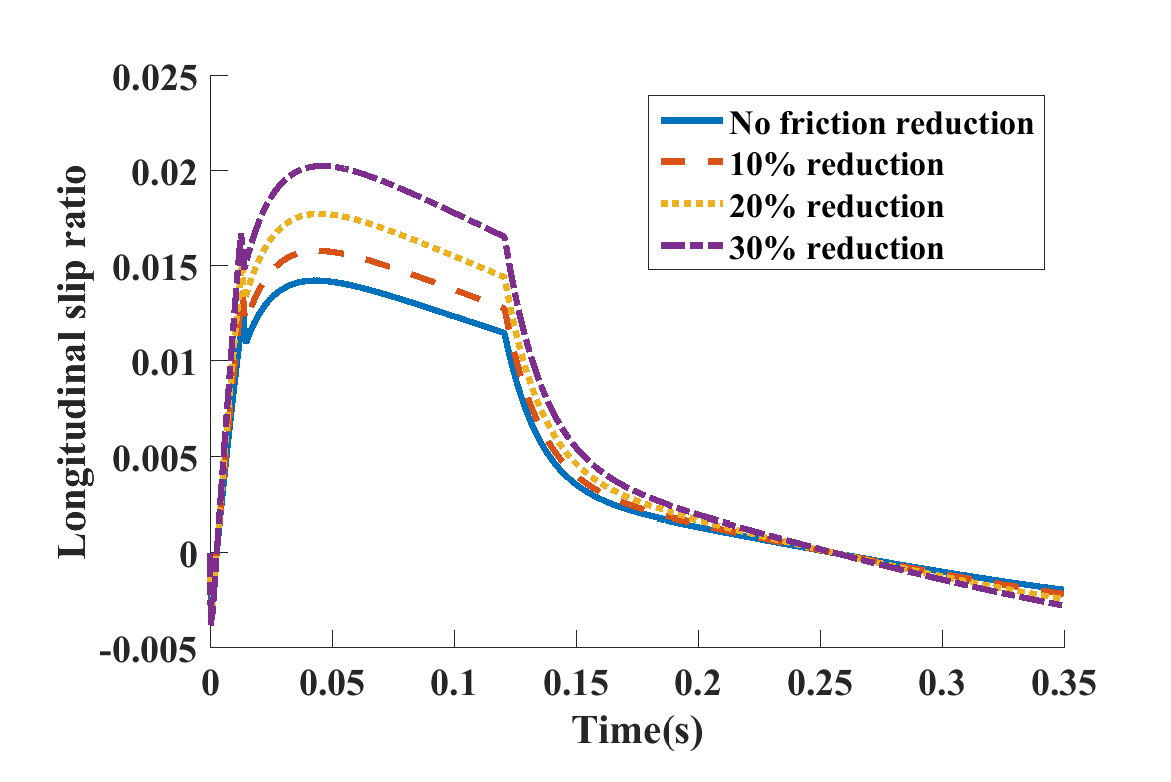 0.025
0.02
0.015
0.01
0.005
0
-0.005
Longitudinal slip ratio
No friction reduction
10% reduction
20% reduction
30% reduction
0 0.05 0.1 0.15 0.2 0.25 0.3 0.35
Time(s)